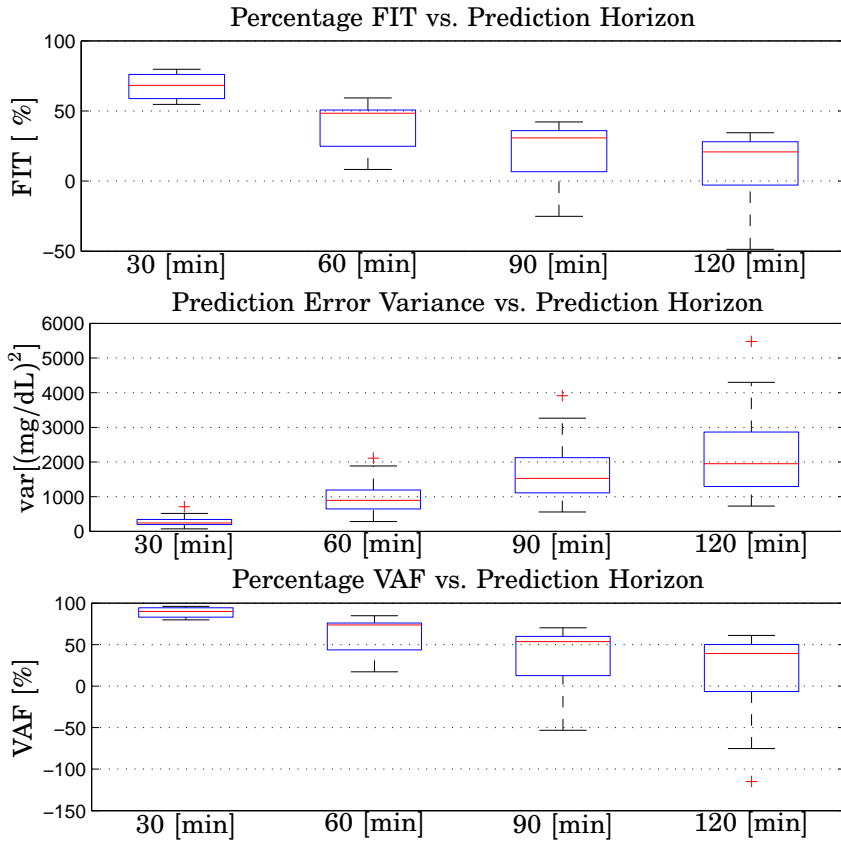 Percentage FIT vs. Prediction Horizon
FIT [ %]
100
50
0
−50
30 [min] 60 [min] 90 [min] 120 [min]
Prediction Error Variance vs. Prediction Horizon
var[(mg/dL)²]
6000
5000
4000
3000
2000
1000
0
30 [min] 60 [min] 90 [min] 120 [min]
Percentage VAF vs. Prediction Horizon
VAF [%]
100
50
0
−50
−100
−150
30 [min] 60 [min] 90 [min] 120 [min]